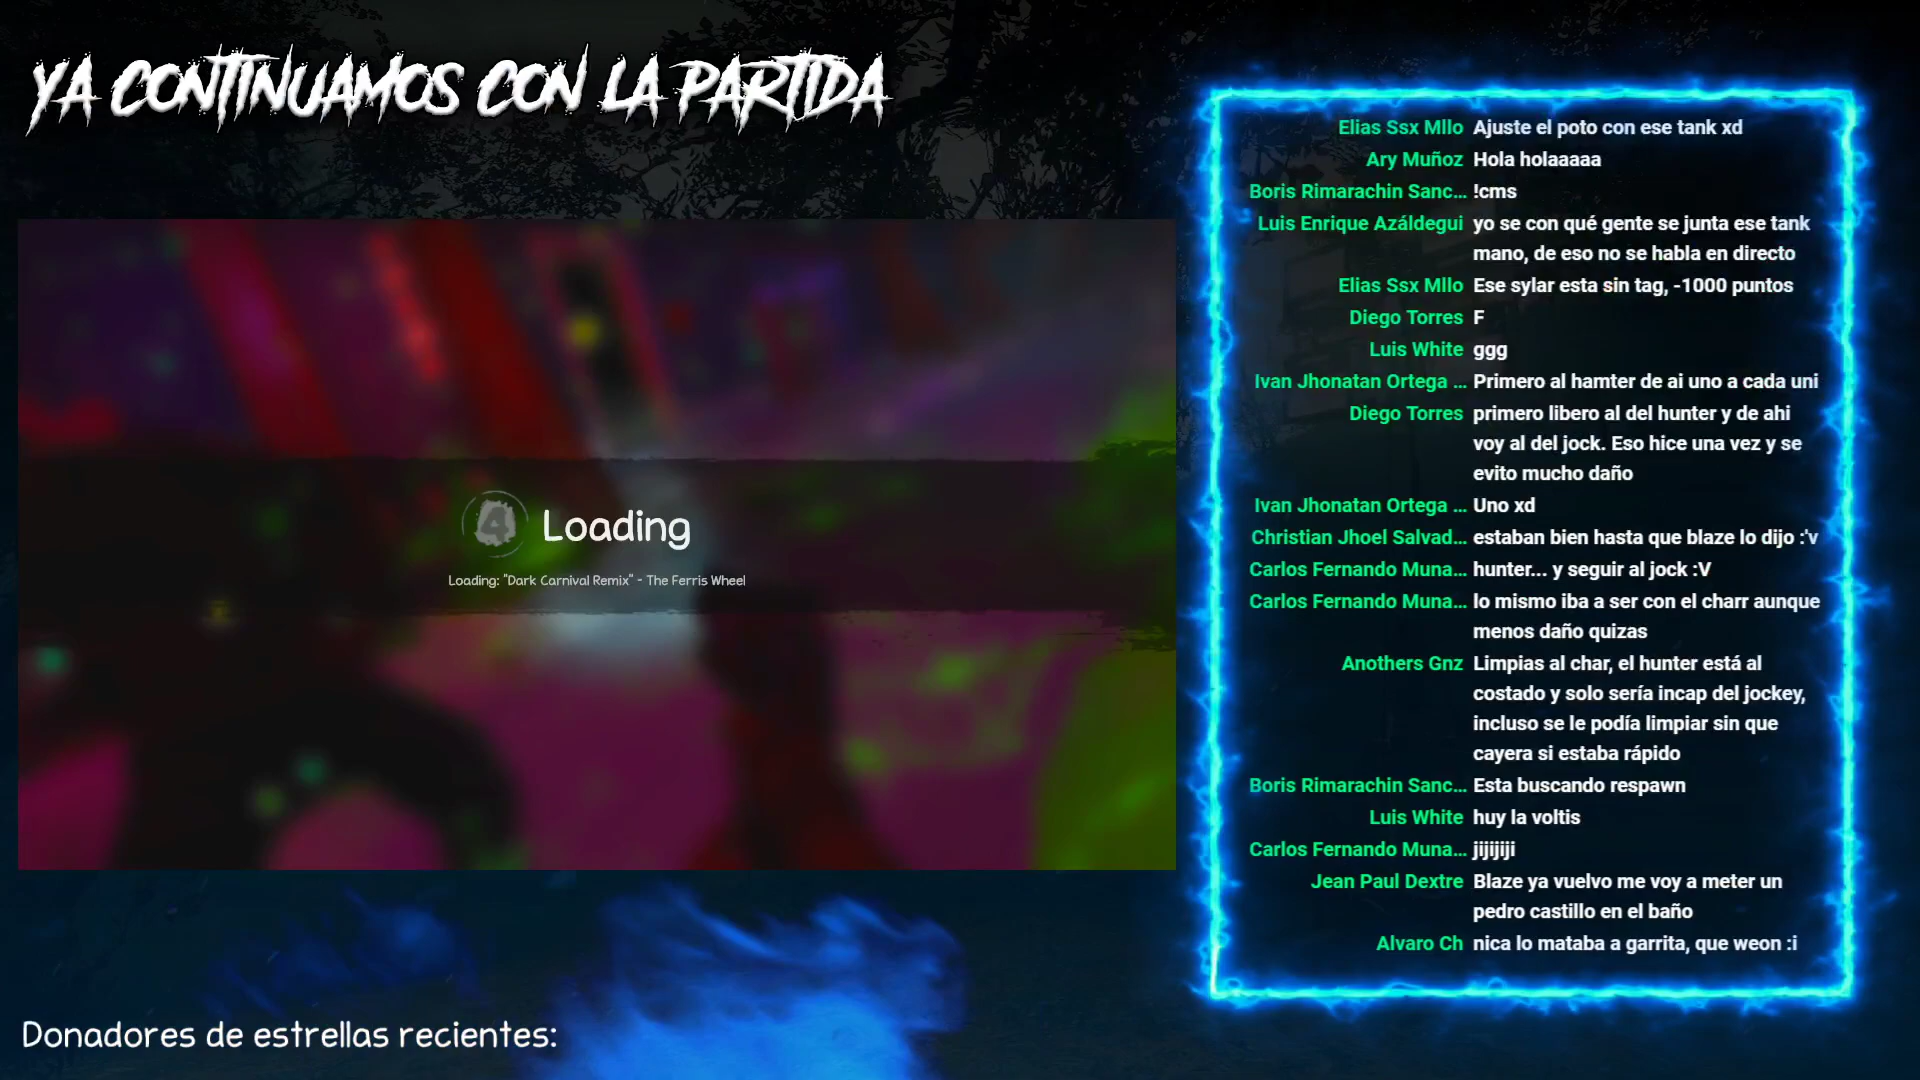 YA CONTINUAMOS CON LA PARTIDA
4 Loading
Loading: "Dark Carnival Remix" - The Ferris Wheel
Donadores de estrellas recientes:
Elias Ssx Mllo Ajuste el poto con ese tank xd
Ary Muñoz Hola holaaaaa
Boris Rimarachin Sanc... !cms
Luis Enrique Azáldegui yo se con qué gente se junta ese tank
mano, de eso no se habla en directo
Elias Ssx Mllo Ese sylar esta sin tag, -1000 puntos
Diego Torres F
Luis White ggg
Ivan Jhonatan Ortega ... Primero al hamter de ai uno a cada uni
Diego Torres primero libero al del hunter y de ahi
voy al del jock. Eso hice una vez y se
evito mucho daño
Ivan Jhonatan Ortega ... Uno xd
Christian Jhoel Salvad... estaban bien hasta que blaze lo dijo :'v
Carlos Fernando Muna... hunter... y seguir al jock :V
Carlos Fernando Muna... lo mismo iba a ser con el charr aunque
menos daño quizas
Anothers Gnz Limpias al char, el hunter está al
costado y solo sería incap del jockey,
incluso se le podía limpiar sin que
cayera si estaba rápido
Boris Rimarachin Sanc... Esta buscando respawn
Luis White huy la voltis
Carlos Fernando Muna... jijijiji
Jean Paul Dextre Blaze ya vuelvo me voy a meter un
pedro castillo en el baño
Alvaro Ch nica lo mataba a garrita, que weon :i